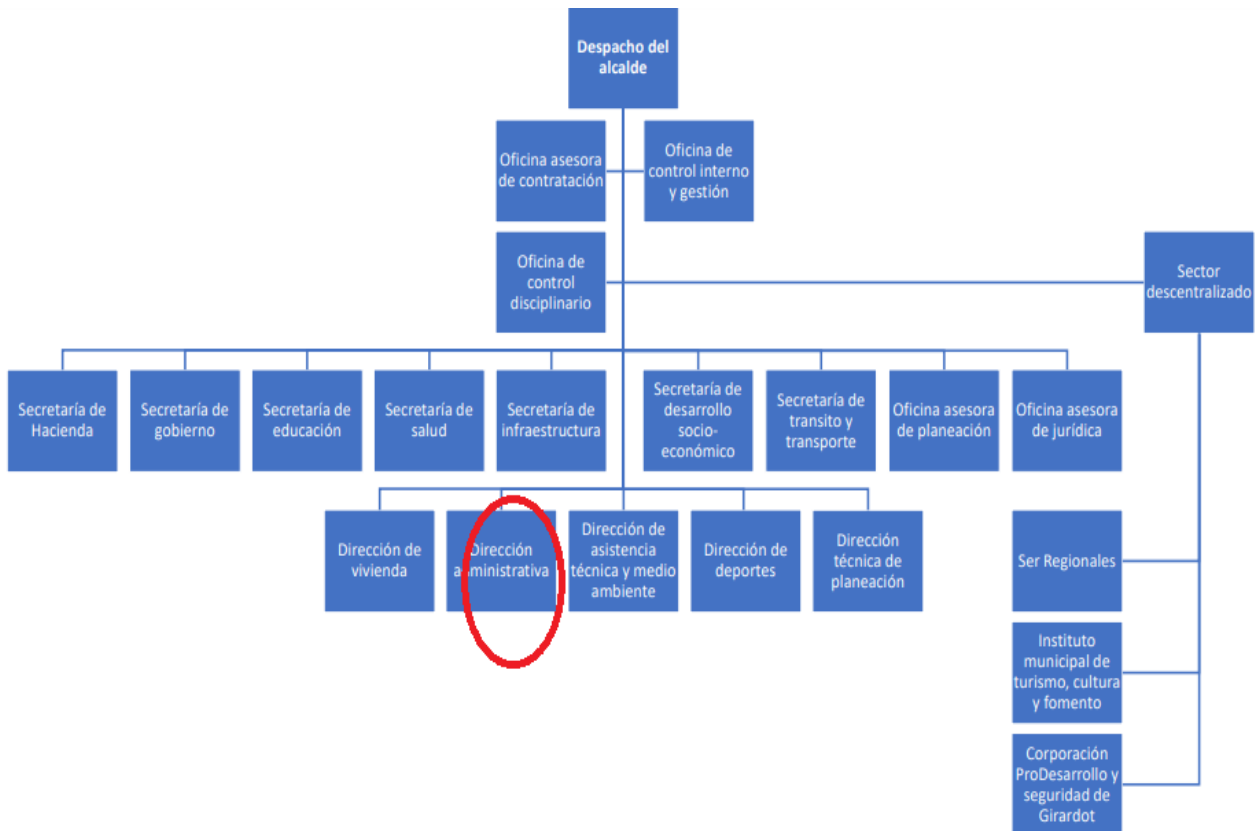 Despacho del
alcalde
Oficina asesora
de contratación
Oficina de
control interno
y gestión
Oficina de
control
disciplinario
Sector
descentralizado
Secretaría de
Hacienda
Secretaría de
gobierno
Secretaría de
educación
Secretaría de
salud
Secretaría de
infraestructura
Secretaría de
desarrollo
socio-
económico
Secretaría de
transito y
transporte
Oficina asesora
de planeación
Oficina asesora
de jurídica
Dirección de
vivienda
Dirección
administrativa
Dirección de
asistencia
técnica y medio
ambiente
Dirección de
deportes
Dirección
técnica de
planeación
Ser Regionales
Instituto
municipal de
turismo, cultura
y fomento
Corporación
ProDesarrollo y
seguridad de
Girardot